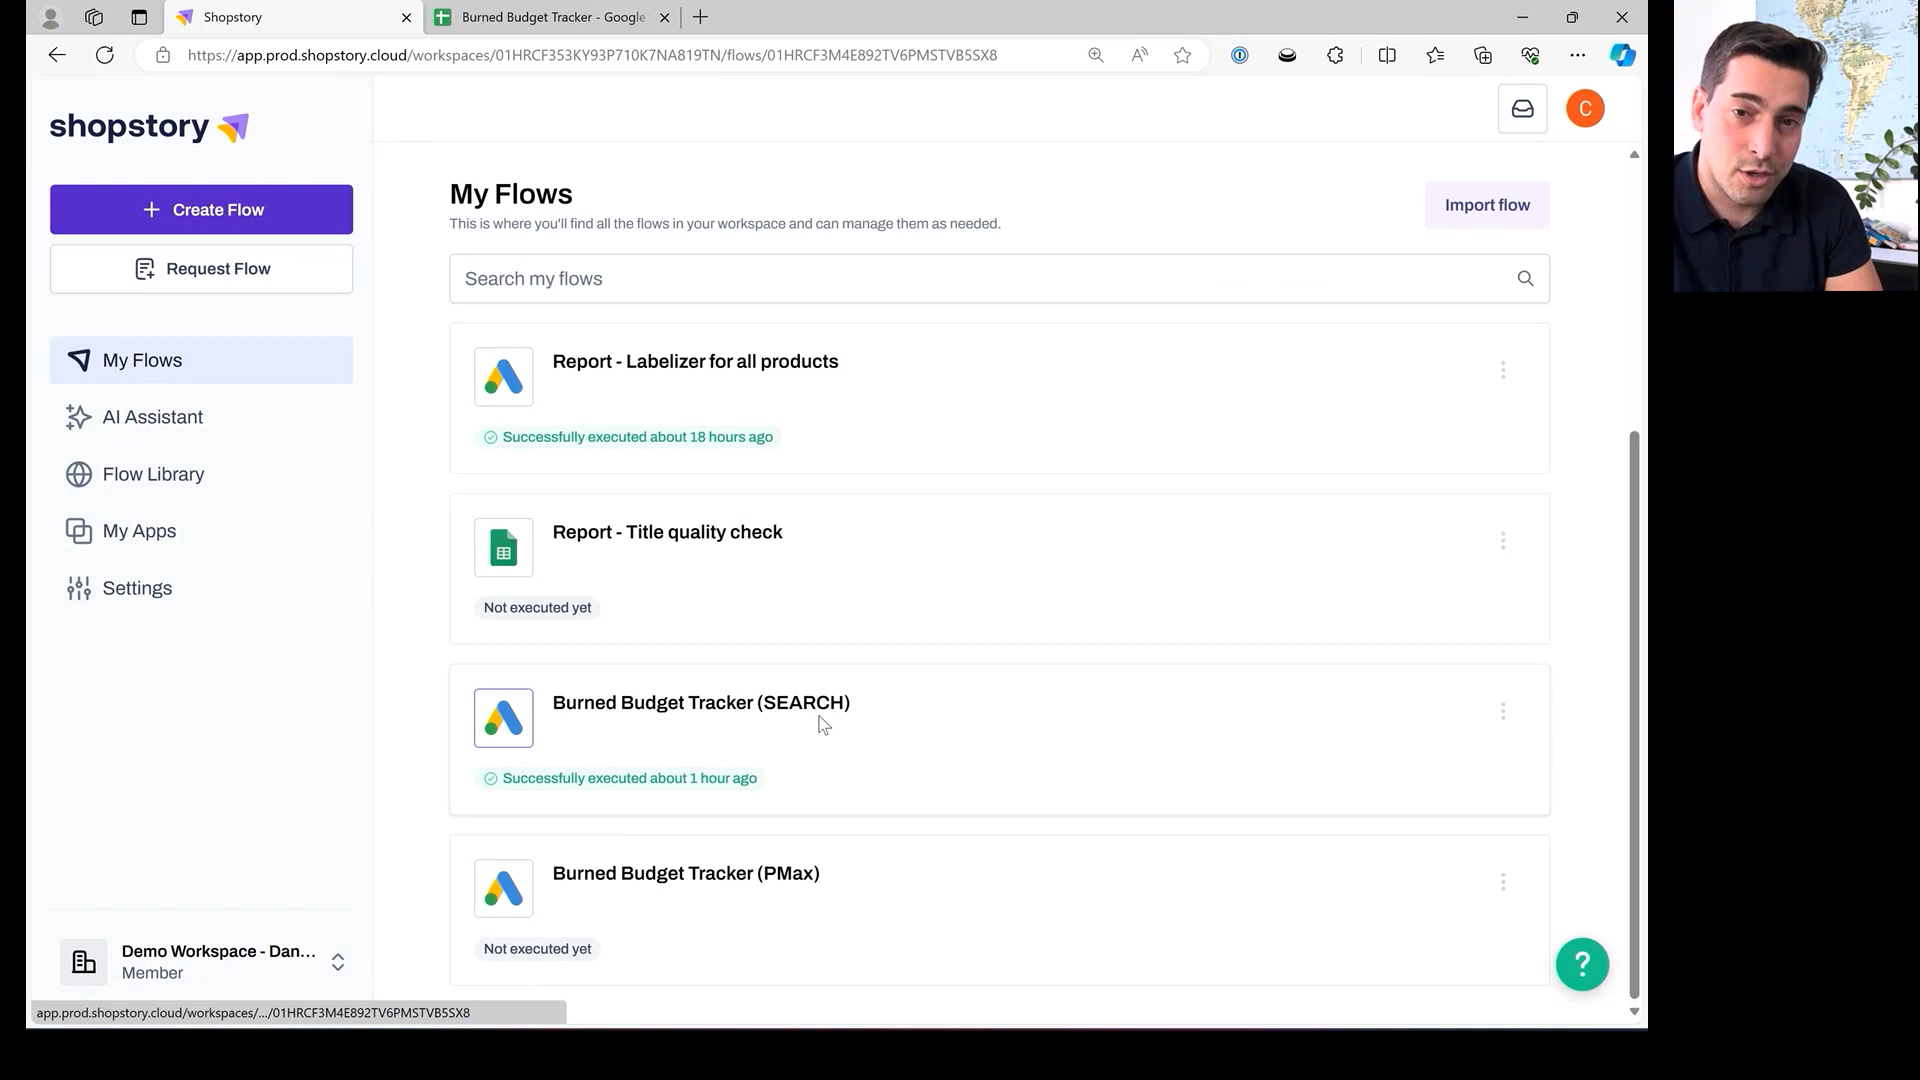 Shopstory
Burned Budget Tracker - Google
https://app.prod.shopstory.cloud/workspaces/01HRCF353KY93P710K7NA819TN/flows/01HRCF3M4E892TV6PMSTVB5SX8
shopstory
C
Create Flow
Request Flow
My Flows
AI Assistant
Flow Library
My Apps
Settings
My Flows
This is where you'll find all the flows in your workspace and can manage them as needed.
Import flow
Search my flows
Report - Labelizer for all products
Successfully executed about 18 hours ago
Report - Title quality check
Not executed yet
Burned Budget Tracker (SEARCH)
Successfully executed about 1 hour ago
Burned Budget Tracker (PMax)
Not executed yet
Demo Workspace - Dan...
Member
?
app.prod.shopstory.cloud/workspaces/.../01HRCF3M4E892TV6PMSTVB5SX8